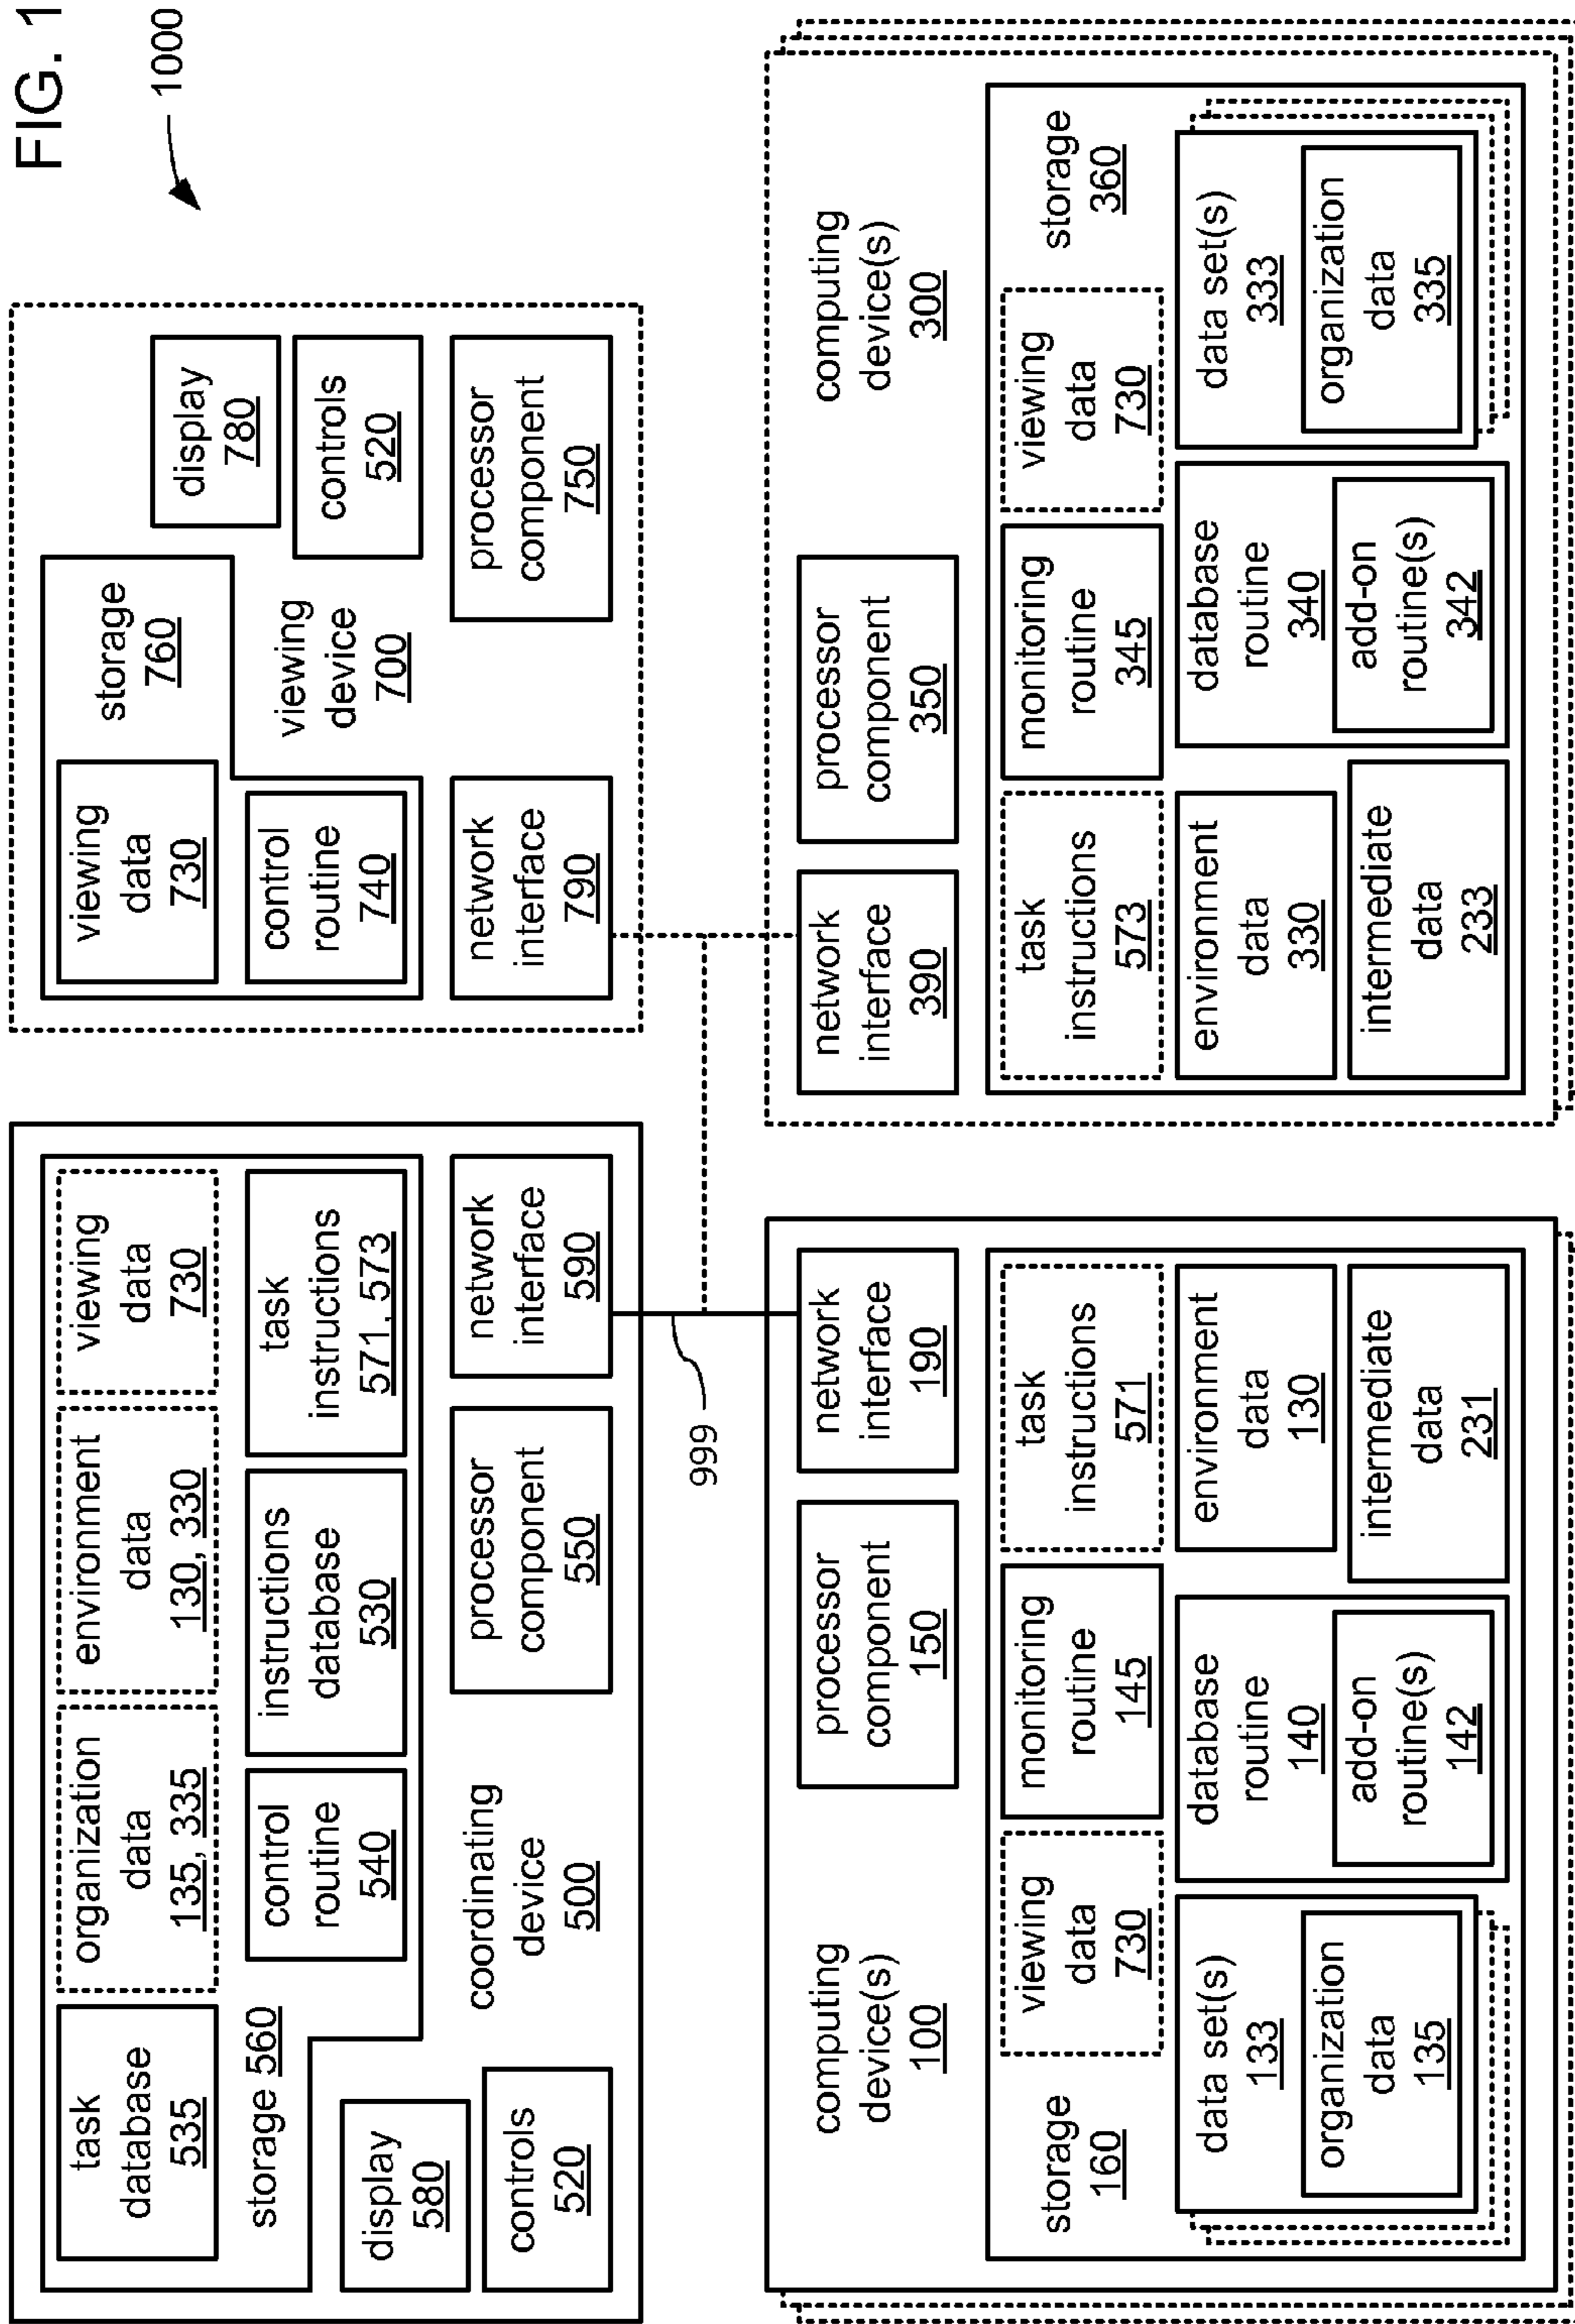 FIG. 1
1000
task
database
535
organization
data
135, 335
environment
data
130, 330
viewing
data
730
storage 560
control
routine
540
instructions
database
530
task
instructions
571, 573
display
580
controls
520
coordinating
device
500
processor
component
550
network
interface
590
viewing
data
730
storage
760
control
routine
740
viewing
device
700
display
780
controls
520
network
interface
790
processor
component
750
999
computing
device(s)
100
processor
component
150
network
interface
190
storage
160
viewing
data
730
monitoring
routine
145
task
instructions
571
data set(s)
133
organization
data
135
database
routine
140
add-on
routine(s)
142
environment
data
130
intermediate
data
231
network
interface
390
processor
component
350
computing
device(s)
300
task
instructions
573
monitoring
routine
345
viewing
data
730
storage
360
environment
data
330
intermediate
data
233
database
routine
340
add-on
routine(s)
342
data set(s)
333
organization
data
335